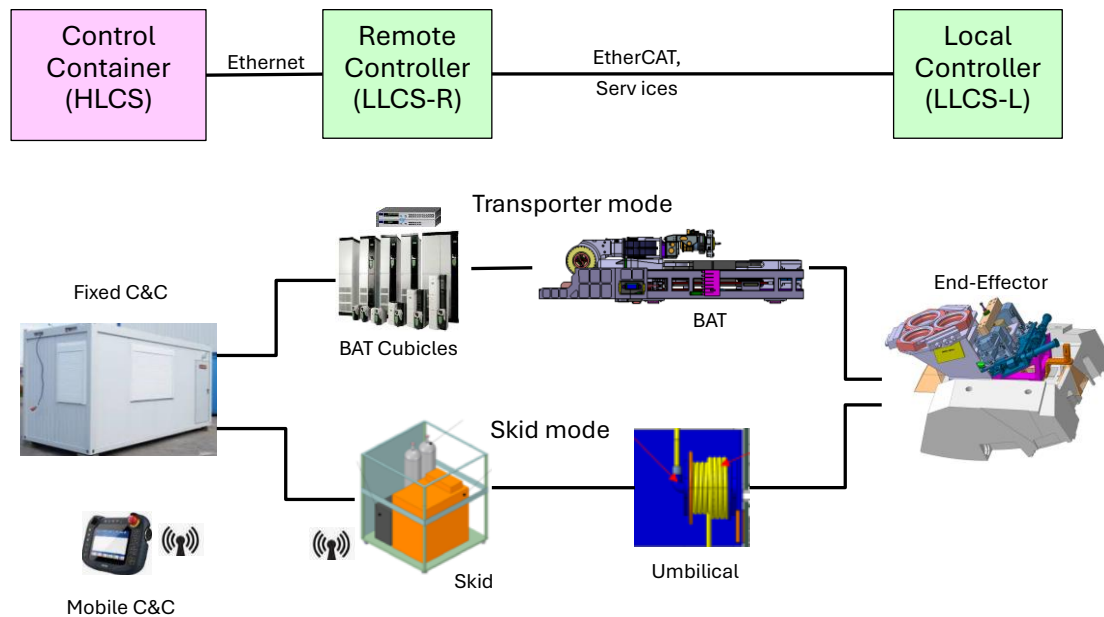 Control
Container
(HLCS)
Ethernet
Remote
Controller
(LLCS-R)
EtherCAT,
Serv ices
Local
Controller
(LLCS-L)
Transporter mode
Fixed C&C
BAT Cubicles
BAT
End-Effector
Skid mode
Skid
Umbilical
Mobile C&C